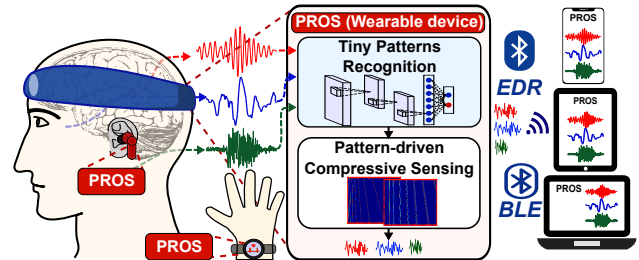 PROS (Wearable device)
Tiny Patterns
Recognition
Pattern-driven
Compressive Sensing
PROS
PROS
EDR
BLE
PROS
PROS
PROS